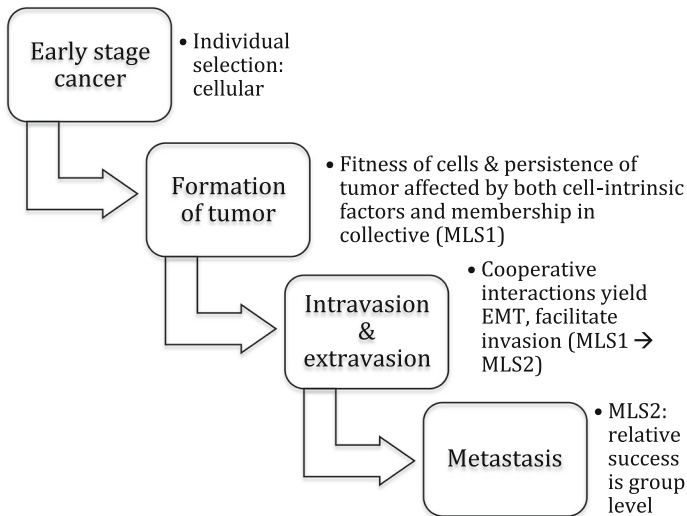 Early stage
cancer
• Individual
selection:
cellular
Formation
of tumor
• Fitness of cells & persistence of
tumor affected by both cell-intrinsic
factors and membership in
collective (MLS1)
Intravasion
&
extravasion
• Cooperative
interactions yield
EMT, facilitate
invasion (MLS1 →
MLS2)
Metastasis
• MLS2:
relative
success
is group
level